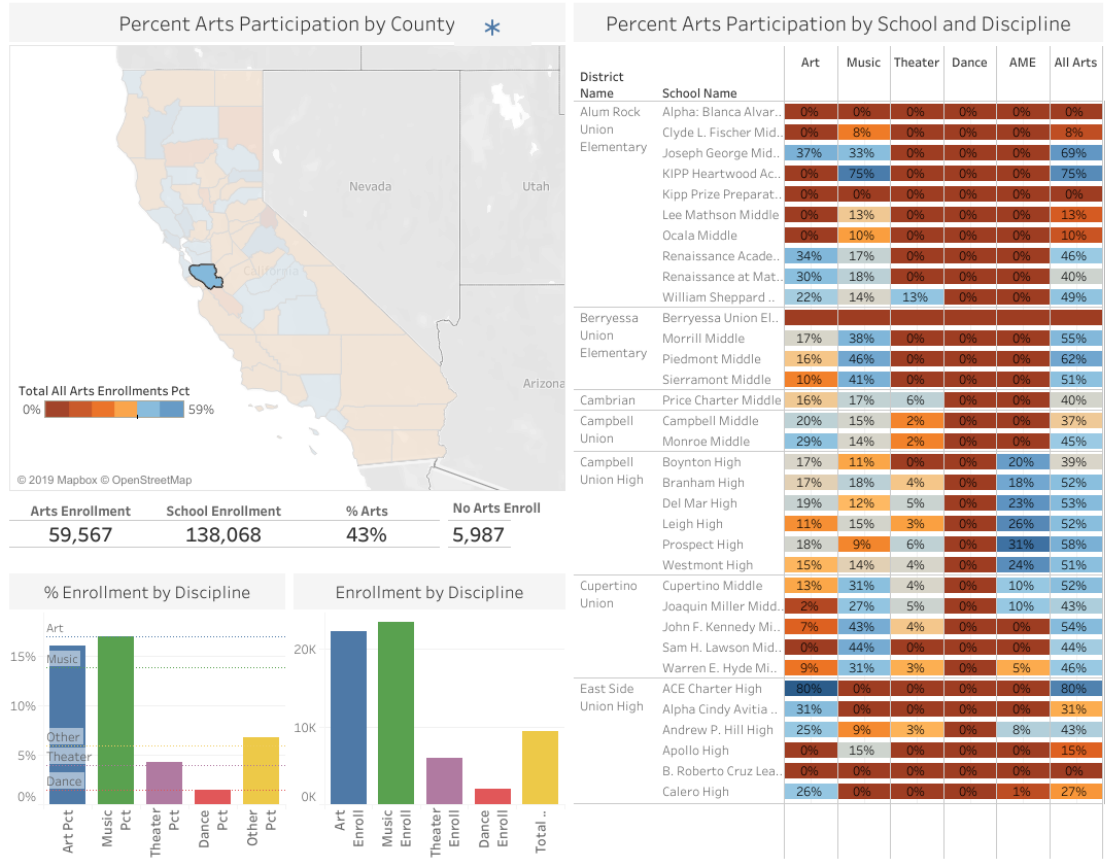 Percent Arts Participation by County *
Nevada
Utah
California
Arizona
Total All Arts Enrollments Pct
0% 59%
© 2019 Mapbox © OpenStreetMap
Arts Enrollment School Enrollment % Arts No Arts Enroll
59,567 138,068 43% 5,987
% Enrollment by Discipline
Art
15%
Music
10%
Other
5%
Theater
Dance
0%
Art Pct
Music Pct
Theater Pct
Dance Pct
Other Pct
Enrollment by Discipline
20K
10K
0K
Art Enroll
Music Enroll
Theater Enroll
Dance Enroll
Total ..
Percent Arts Participation by School and Discipline
District Name School Name Art Music Theater Dance AME All Arts
Alum Rock Union Elementary
Alpha: Blanca Alvar.. 0% 0% 0% 0% 0% 0%
Clyde L. Fischer Mid.. 0% 8% 0% 0% 0% 8%
Joseph George Mid.. 37% 33% 0% 0% 0% 69%
KIPP Heartwood Ac.. 0% 75% 0% 0% 0% 75%
Kipp Prize Preparat.. 0% 0% 0% 0% 0% 0%
Lee Mathson Middle 0% 13% 0% 0% 0% 13%
Ocala Middle 0% 10% 0% 0% 0% 10%
Renaissance Acade.. 34% 17% 0% 0% 0% 46%
Renaissance at Mat.. 30% 18% 0% 0% 0% 40%
William Sheppard .. 22% 14% 13% 0% 0% 49%
Berryessa Union Elementary
Berryessa Union El..
Morrill Middle 17% 38% 0% 0% 0% 55%
Piedmont Middle 16% 46% 0% 0% 0% 62%
Sierramont Middle 10% 41% 0% 0% 0% 51%
Cambrian
Price Charter Middle 16% 17% 6% 0% 0% 40%
Campbell Union
Campbell Middle 20% 15% 2% 0% 0% 37%
Monroe Middle 29% 14% 2% 0% 0% 45%
Campbell Union High
Boynton High 17% 11% 0% 0% 20% 39%
Branham High 17% 18% 4% 0% 18% 52%
Del Mar High 19% 12% 5% 0% 23% 53%
Leigh High 11% 15% 3% 0% 26% 52%
Prospect High 18% 9% 6% 0% 31% 58%
Westmont High 15% 14% 4% 0% 24% 51%
Cupertino Union
Cupertino Middle 13% 31% 4% 0% 10% 52%
Joaquin Miller Midd.. 2% 27% 5% 0% 10% 43%
John F. Kennedy Mi.. 7% 43% 4% 0% 0% 54%
Sam H. Lawson Mid.. 0% 44% 0% 0% 0% 44%
Warren E. Hyde Mi.. 9% 31% 3% 0% 5% 46%
East Side Union High
ACE Charter High 80% 0% 0% 0% 0% 80%
Alpha Cindy Avitia .. 31% 0% 0% 0% 0% 31%
Andrew P. Hill High 25% 9% 3% 0% 8% 43%
Apollo High 0% 15% 0% 0% 0% 15%
B. Roberto Cruz Lea.. 0% 0% 0% 0% 0% 0%
Calero High 26% 0% 0% 0% 1% 27%